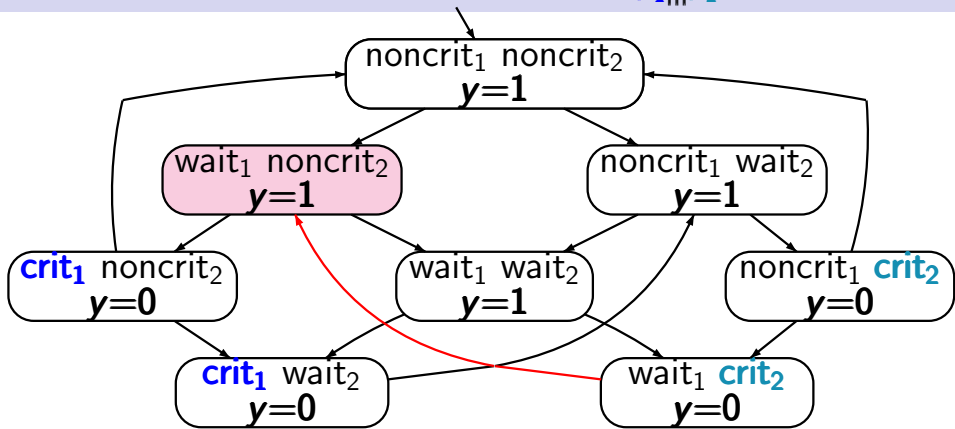 noncrit₁ noncrit₂
y=1
wait₁ noncrit₂
y=1
noncrit₁ wait₂
y=1
crit₁ noncrit₂
y=0
wait₁ wait₂
y=1
noncrit₁ crit₂
y=0
crit₁ wait₂
y=0
wait₁ crit₂
y=0